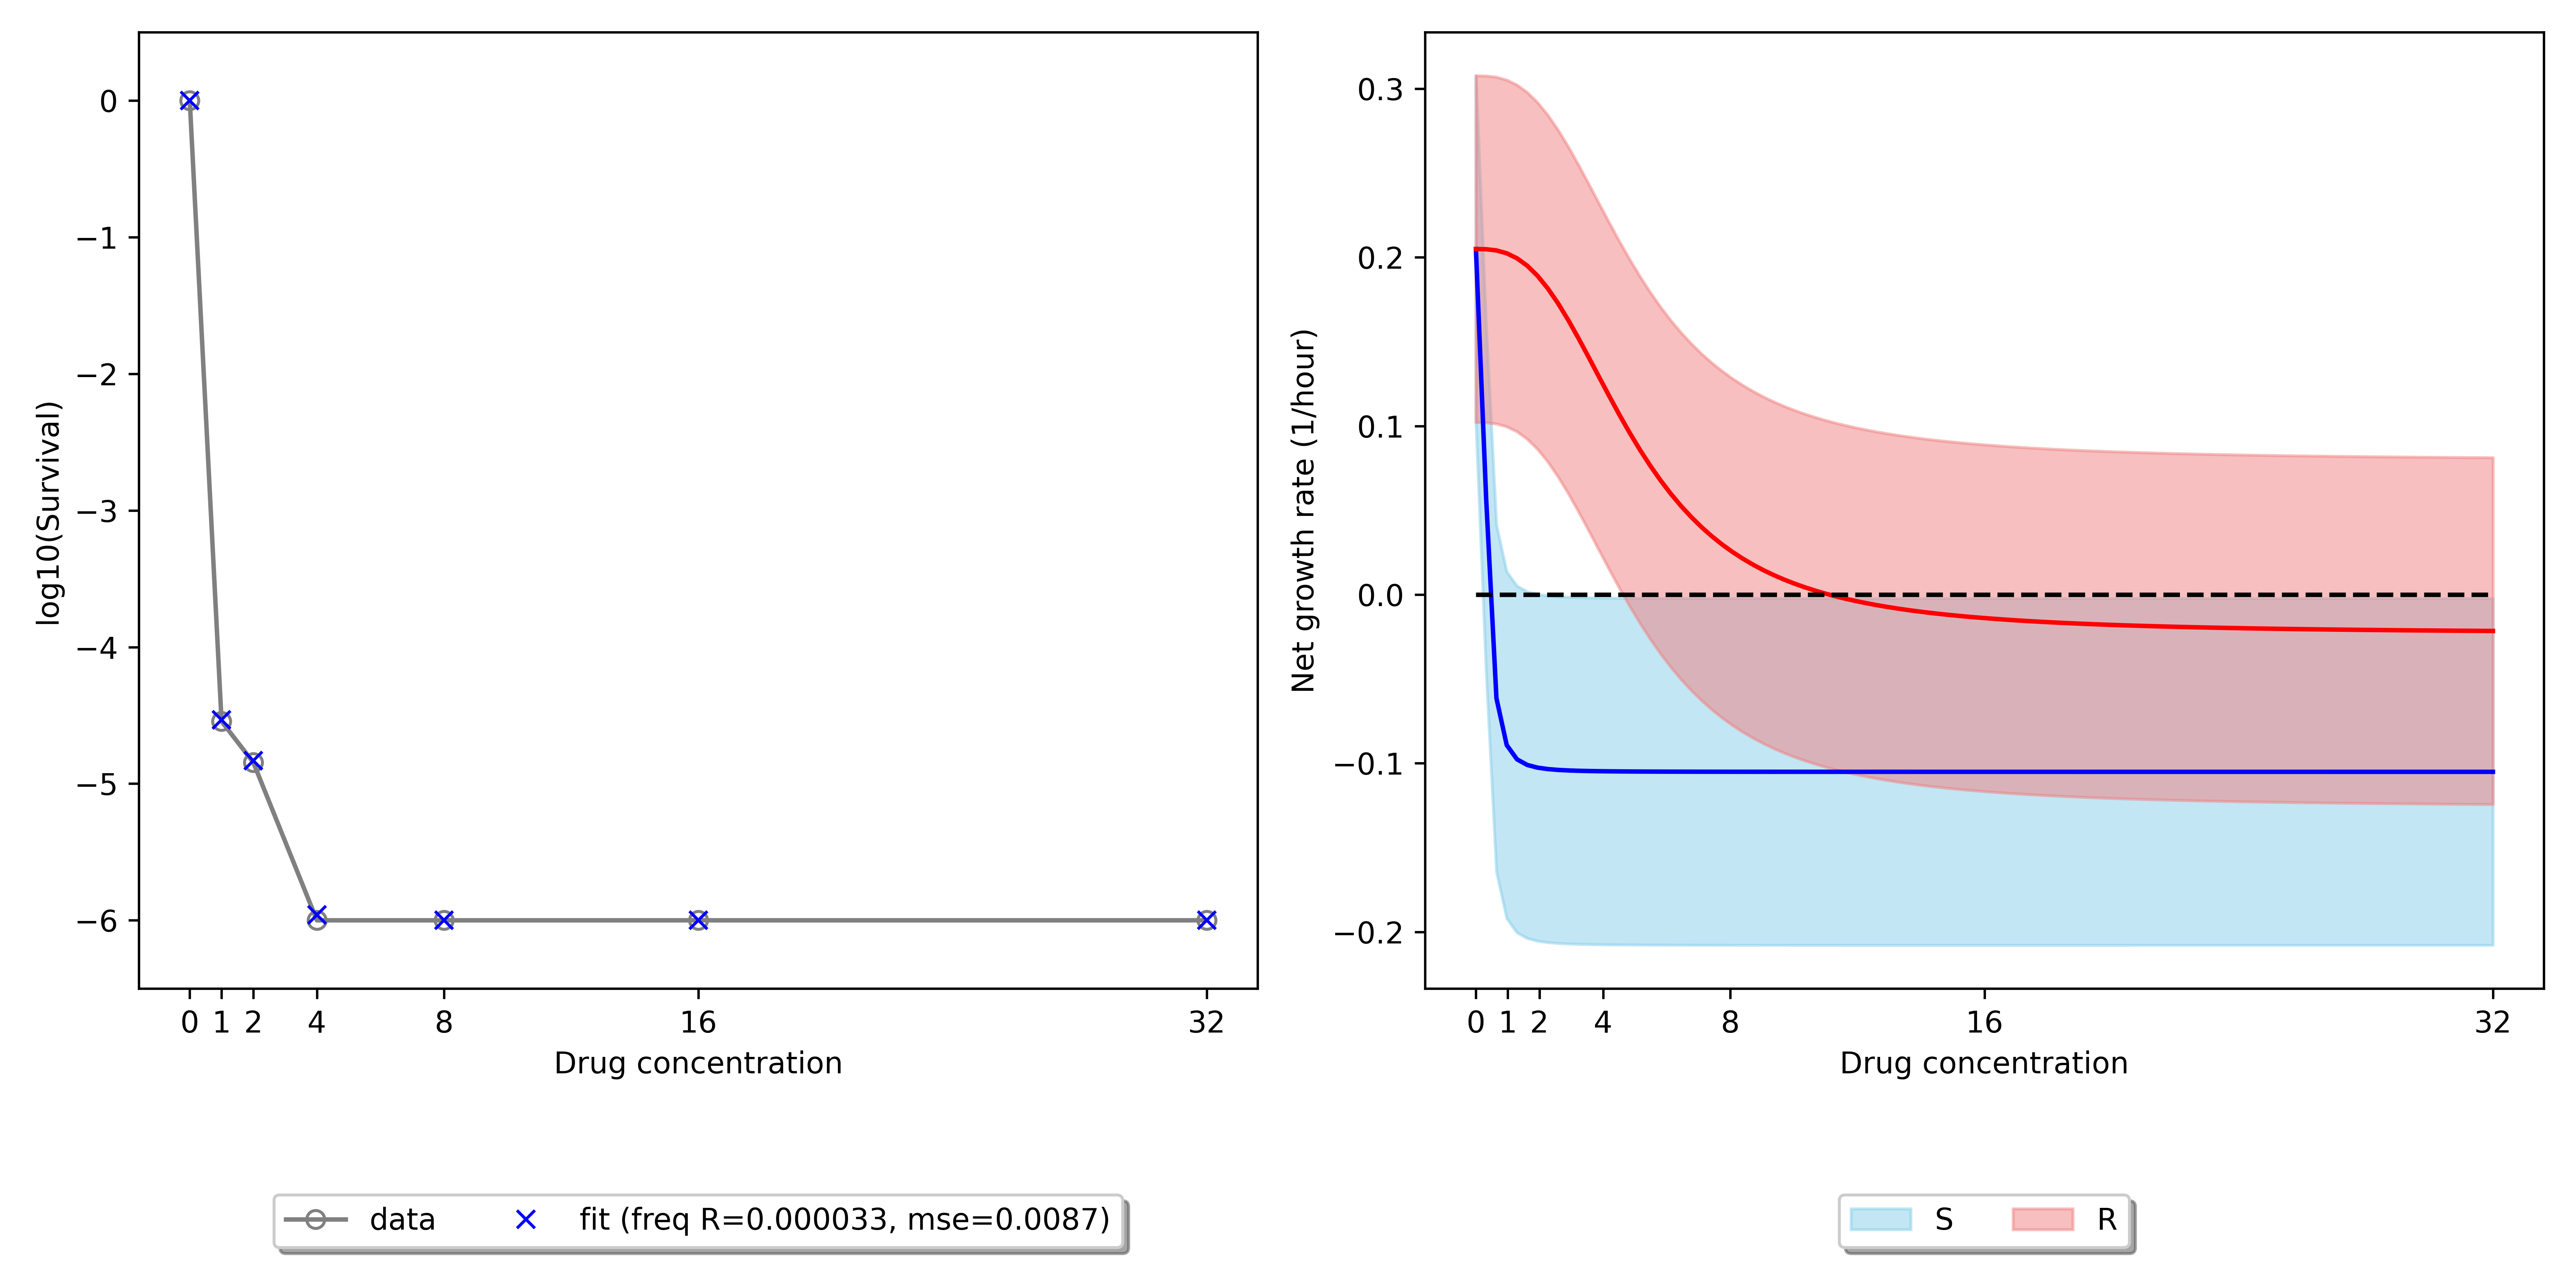 0
−1
−2
−3
−4
−5
−6
log10(Survival)
0 1 2 4 8 16 32
Drug concentration
data fit (freq R=0.000033, mse=0.0087)
0.3
0.2
0.1
0.0
−0.1
−0.2
Net growth rate (1/hour)
0 1 2 4 8 16 32
Drug concentration
S R